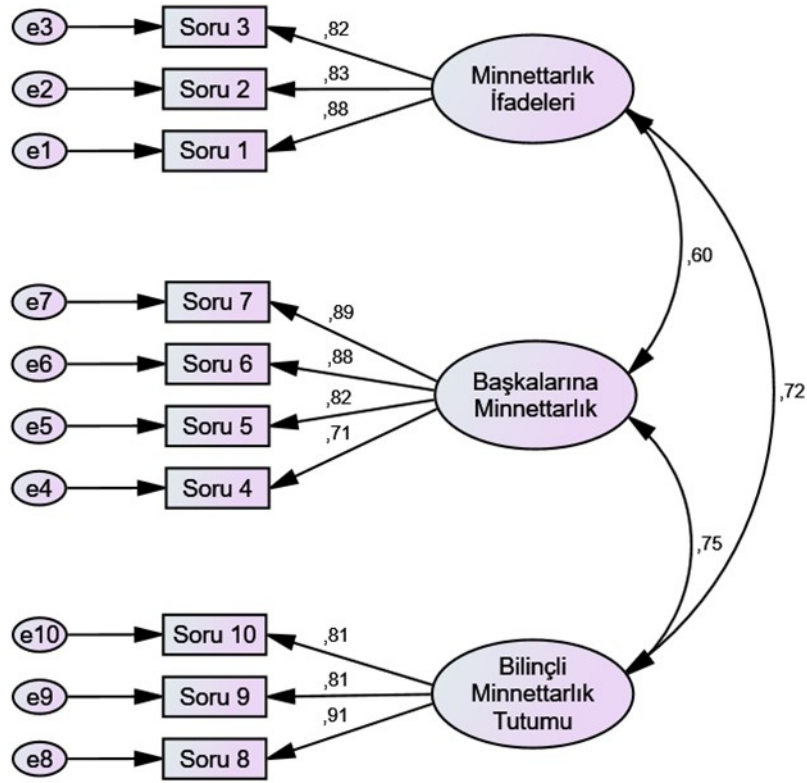 e3
Soru 3
,82
e2
Soru 2
,83
e1
Soru 1
,88
Minnettarlık
İfadeleri
,60
,72
e7
Soru 7
,89
e6
Soru 6
,88
e5
Soru 5
,82
e4
Soru 4
,71
Başkalarına
Minnettarlık
,75
e10
Soru 10
,81
e9
Soru 9
,81
e8
Soru 8
,91
Bilinçli
Minnettarlık
Tutumu